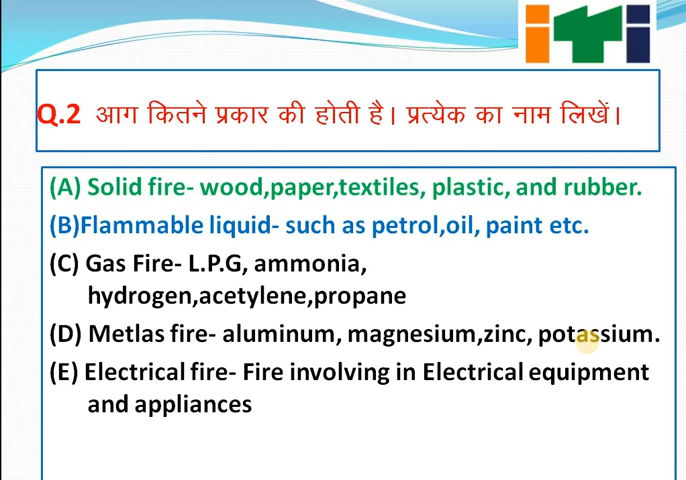 iTi
Q.2 आग कितने प्रकार की होती है। प्रत्येक का नाम लिखें।
(A) Solid fire- wood,paper,textiles, plastic, and rubber.
(B)Flammable liquid- such as petrol,oil, paint etc.
(C) Gas Fire- L.P.G, ammonia,
hydrogen,acetylene,propane
(D) Metlas fire- aluminum, magnesium,zinc, potassium.
(E) Electrical fire- Fire involving in Electrical equipment
and appliances